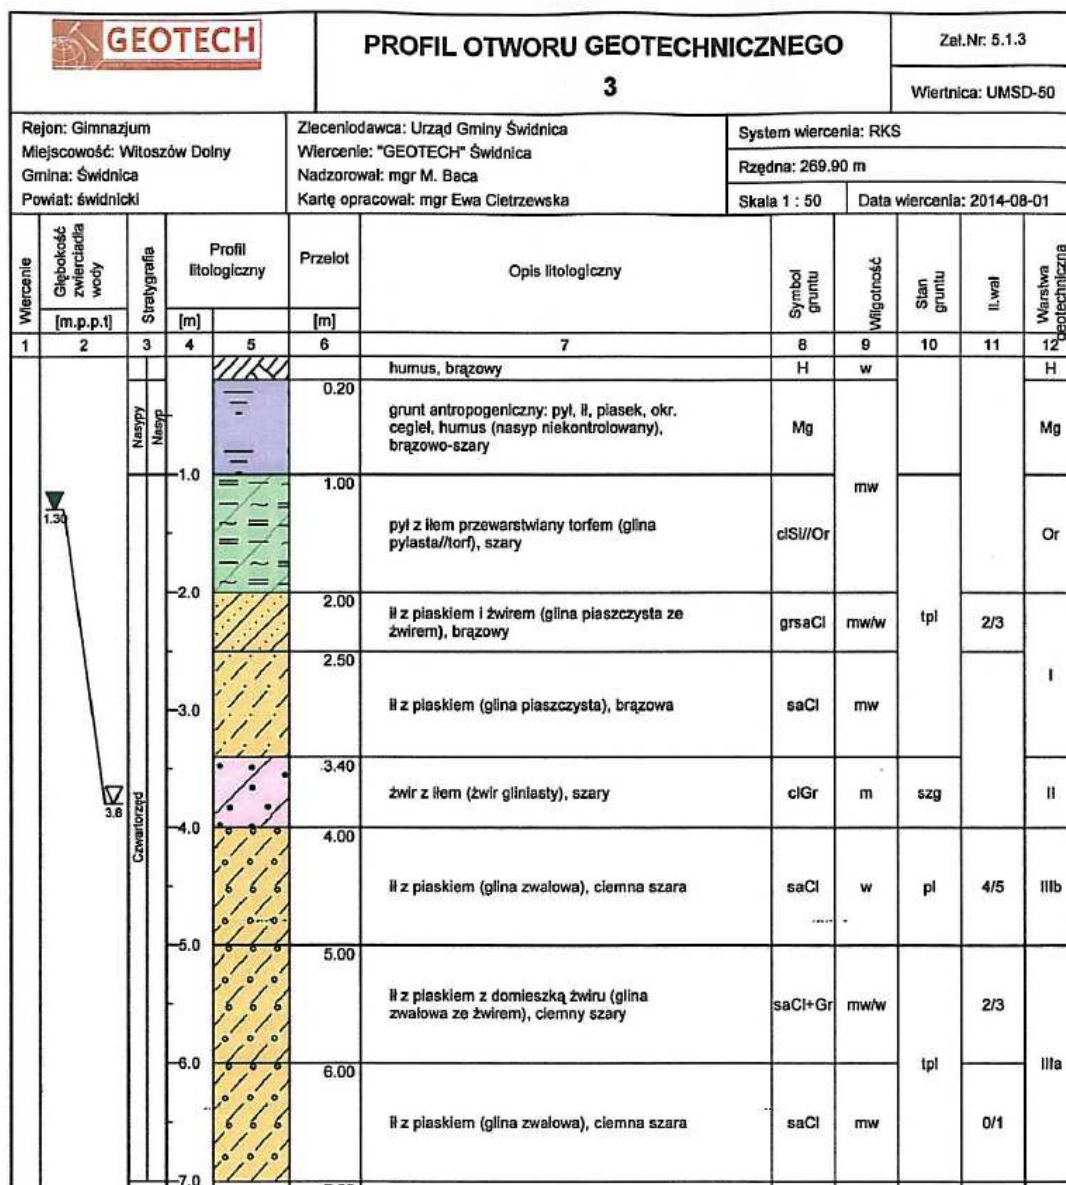 GEOTECH
PROFIL OTWORU GEOTECHNICZNEGO
3
Zał.Nr: 5.1.3
Wiertnica: UMSD-50
Rejon: Gimnazjum
Miejscowość: Witoszów Dolny
Gmina: Świdnica
Powiat: świdnicki
Zleceniodawca: Urząd Gminy Świdnica
Wiercenie: "GEOTECH" Świdnica
Nadzorował: mgr M. Baca
Kartę opracował: mgr Ewa Cietrzewska
System wiercenia: RKS
Rzędna: 269.90 m
Skala 1 : 50
Data wiercenia: 2014-08-01
Wiercenie
Głębokość
zwierciadła
wody
[m.p.p.t]
Stratygrafia
Profil
litologiczny
[m]
Przelot
[m]
Opis litologiczny
Symbol
gruntu
Wilgotność
Stan
gruntu
Il.wał
Warstwa
geotechniczna
1 2 3 4 5 6 7 8 9 10 11 12
humus, brązowy H w H
0.20
Nasypy
Nasyp
grunt antropogeniczny: pył, ił, piasek, okr.
cegieł, humus (nasyp niekontrolowany),
brązowo-szary
Mg Mg
1.0 1.00
mw
1.30
pył z iłem przewarstwiany torfem (glina
pylasta//torf), szary
clSi//Or Or
2.0 2.00
ił z piaskiem i żwirem (glina piaszczysta ze
żwirem), brązowy
grsaCl mw/w tpl 2/3
2.50
I
3.0
ił z piaskiem (glina piaszczysta), brązowa saCl mw
3.40
żwir z iłem (żwir gliniasty), szary clGr m szg II
3.8
Czwartorzęd
4.0 4.00
ił z piaskiem (glina zwałowa), ciemna szara saCl w pl 4/5 IIIb
5.0 5.00
ił z piaskiem z domieszką żwiru (glina
zwałowa ze żwirem), ciemny szary
saCl+Gr mw/w 2/3
6.0 6.00
tpl IIIa
ił z piaskiem (glina zwałowa), ciemna szara saCl mw 0/1
7.0